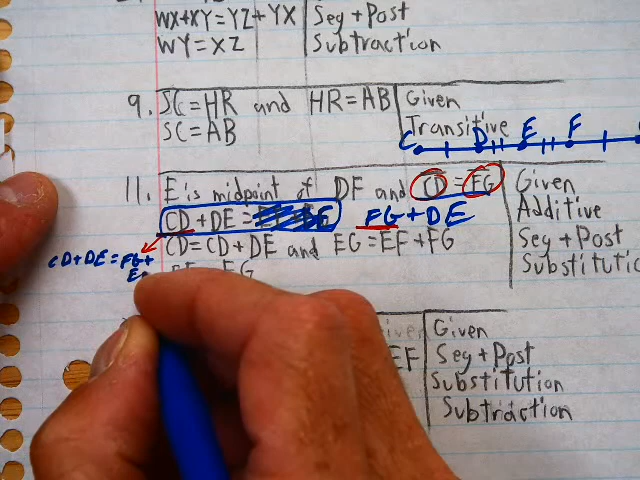 WX+XY=YZ+YX Seg + Post
WY=XZ Subtraction
9. SC=HR and HR=AB Given
SC=AB Transitive
C D E F
11. E is midpoint of DF and CD = FG Given
CD+DE= FG+DE Additive
CD=CD+DE and EG=EF+FG Seg + Post
Substitutio
CD+DE=FG+
Given
EF Seg + Post
Substitution
Subtraction